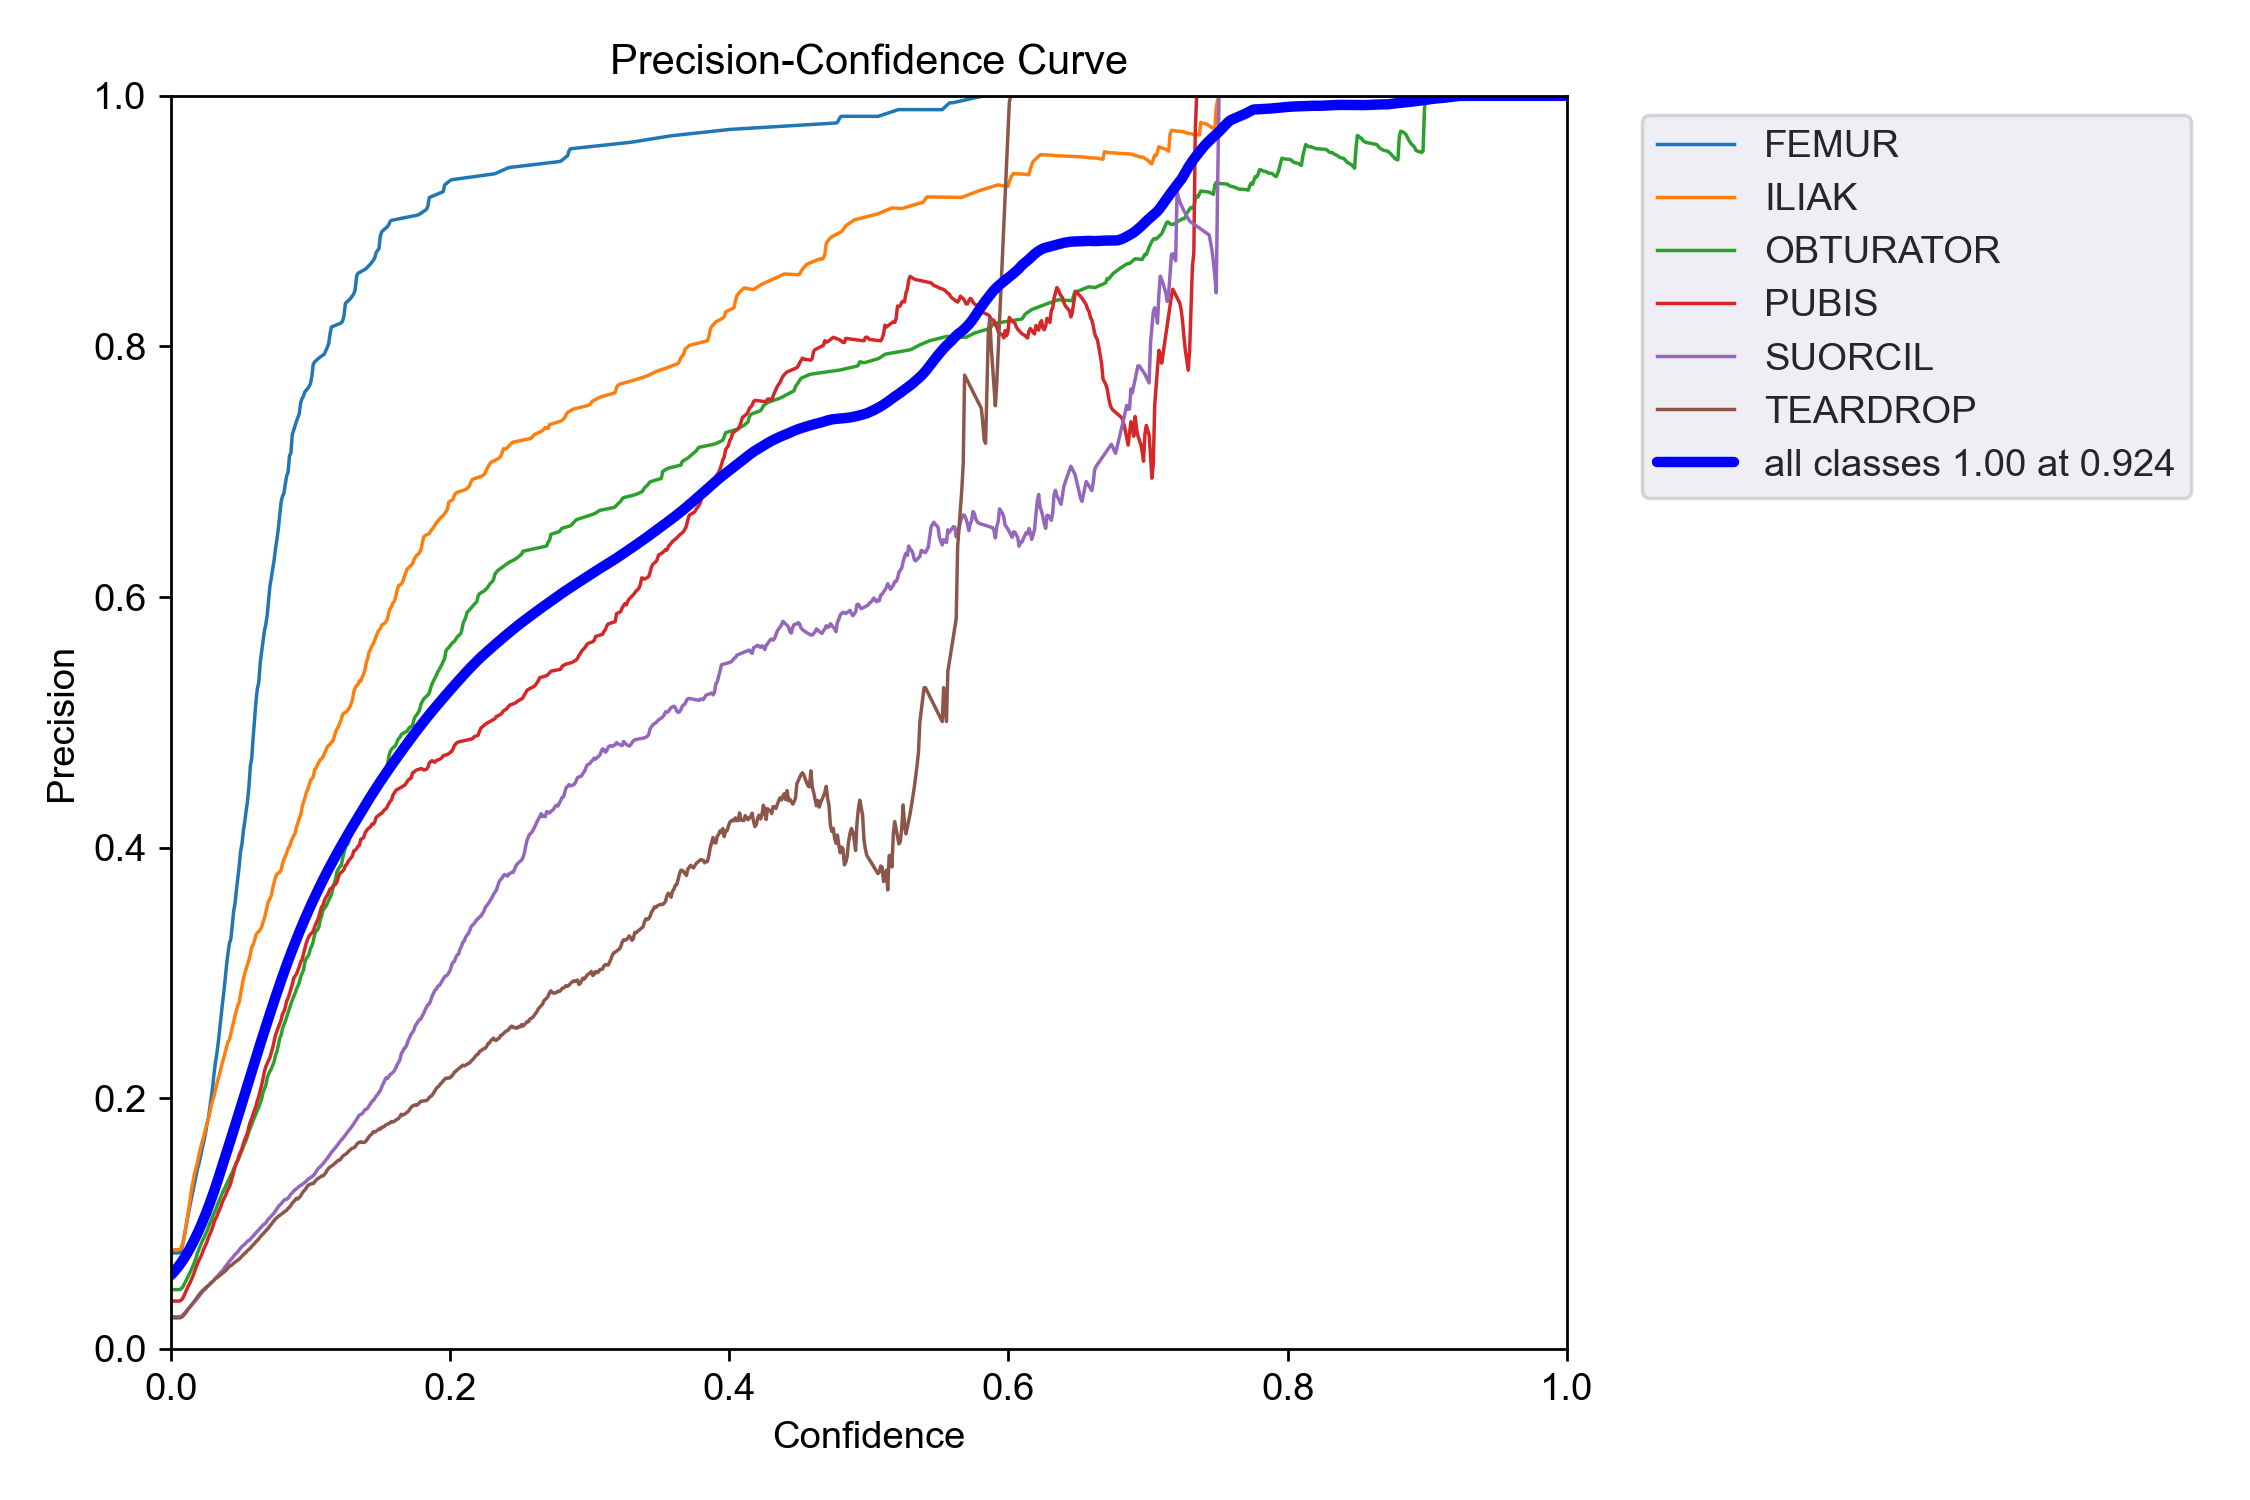 Precision-Confidence Curve
1.0
0.8
0.6
0.4
0.2
0.0
Precision
0.0 0.2 0.4 0.6 0.8 1.0
Confidence
FEMUR
ILIAK
OBTURATOR
PUBIS
SUORCIL
TEARDROP
all classes 1.00 at 0.924